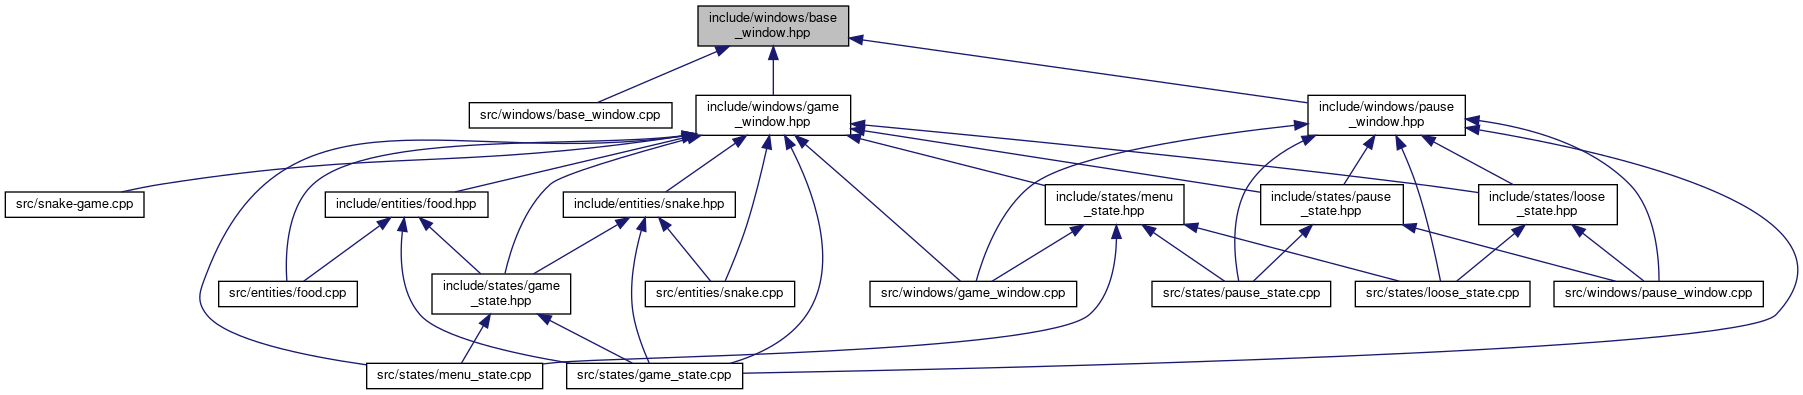 include/windows/base
_window.hpp
src/windows/base_window.cpp
include/windows/game
_window.hpp
include/windows/pause
_window.hpp
src/snake-game.cpp
include/entities/food.hpp
include/entities/snake.hpp
include/states/menu
_state.hpp
include/states/pause
_state.hpp
include/states/loose
_state.hpp
src/entities/food.cpp
include/states/game
_state.hpp
src/entities/snake.cpp
src/windows/game_window.cpp
src/states/pause_state.cpp
src/states/loose_state.cpp
src/windows/pause_window.cpp
src/states/menu_state.cpp
src/states/game_state.cpp